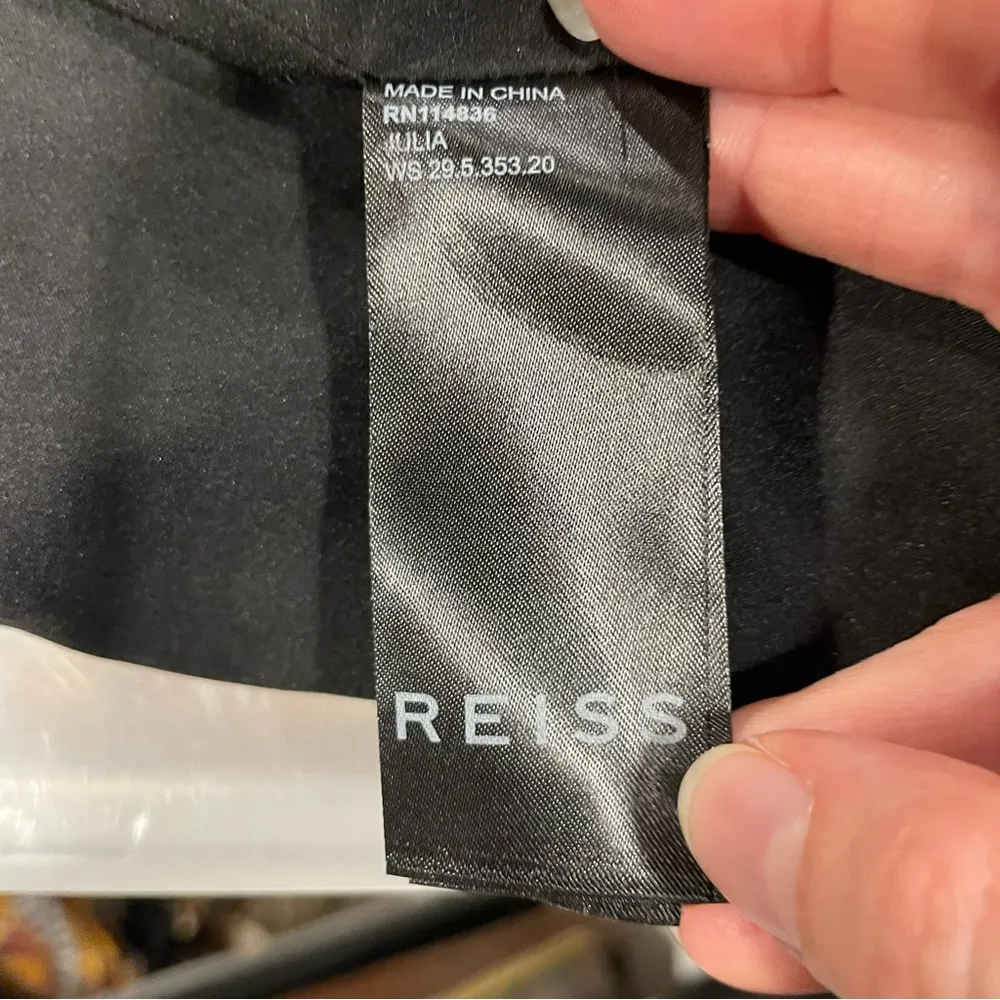 MADE IN CHINA
RN114836
JULIA
WS 29.5.353.20
REISS